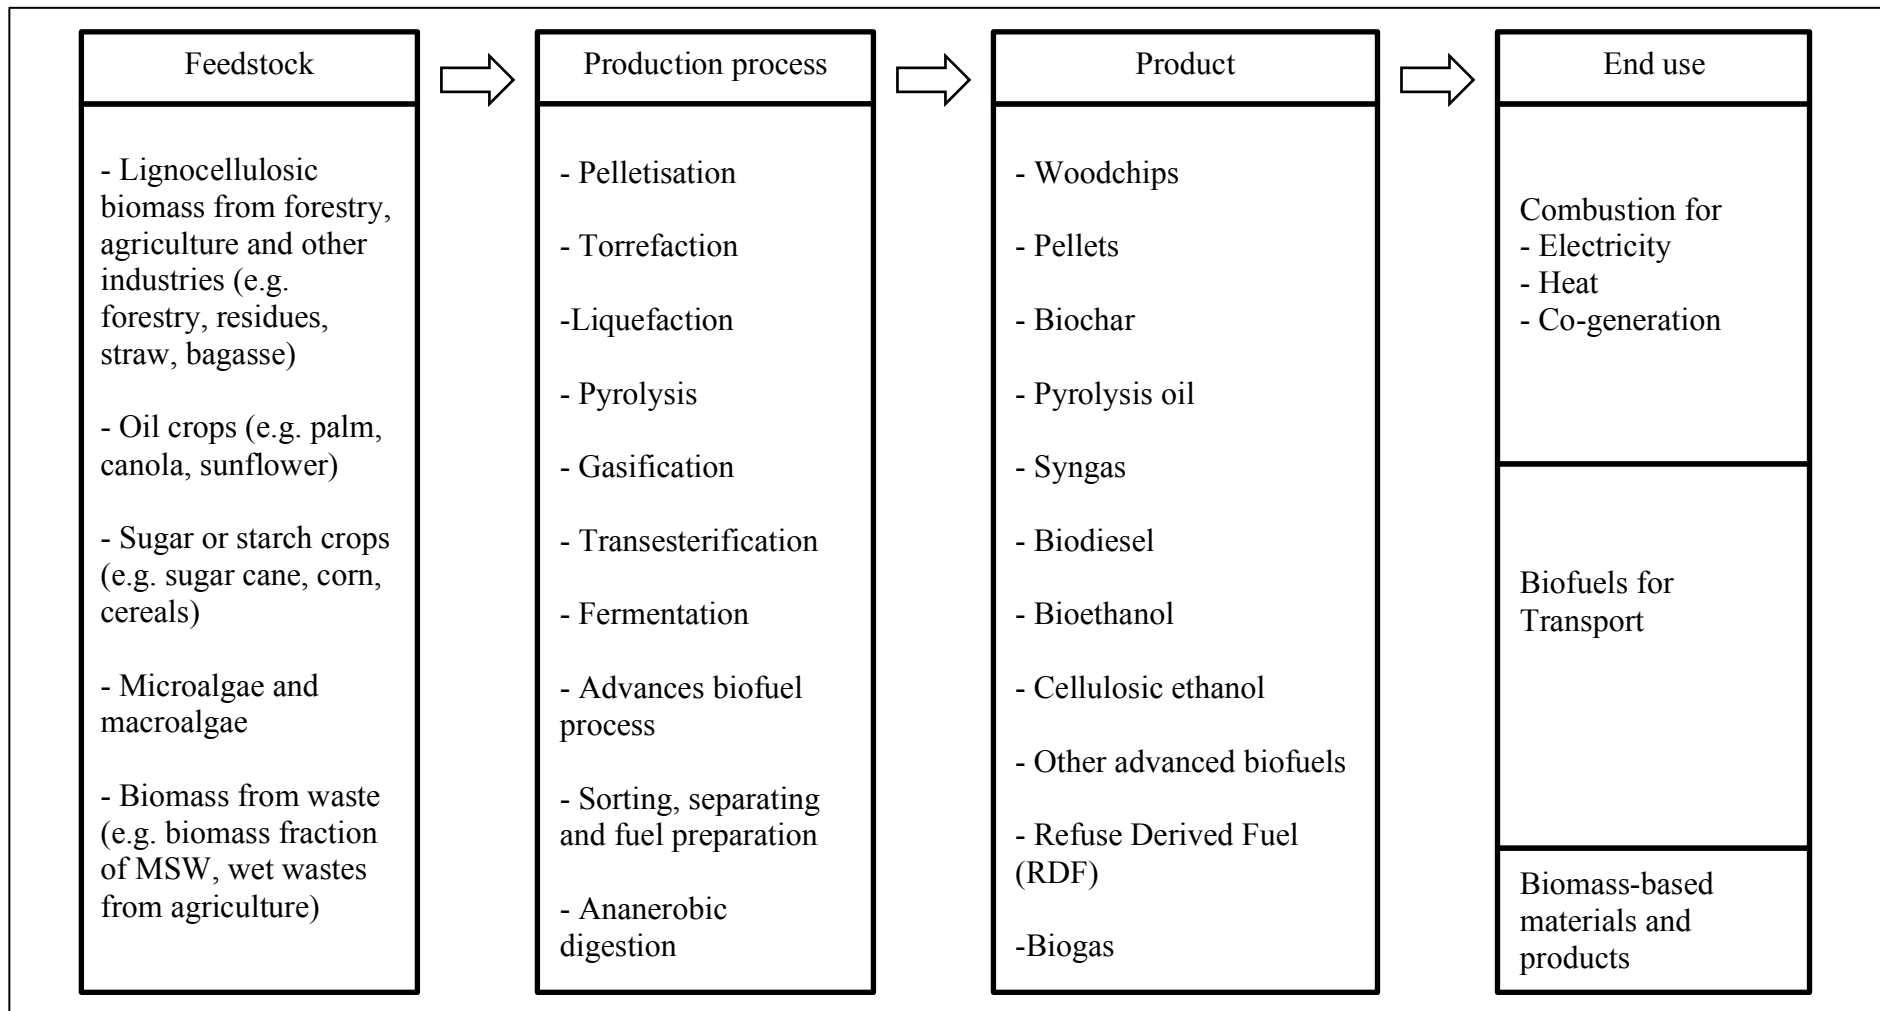 Feedstock
- Lignocellulosic
biomass from forestry,
agriculture and other
industries (e.g.
forestry, residues,
straw, bagasse)
- Oil crops (e.g. palm,
canola, sunflower)
- Sugar or starch crops
(e.g. sugar cane, corn,
cereals)
- Microalgae and
macroalgae
- Biomass from waste
(e.g. biomass fraction
of MSW, wet wastes
from agriculture)
Production process
- Pelletisation
- Torrefaction
-Liquefaction
- Pyrolysis
- Gasification
- Transesterification
- Fermentation
- Advances biofuel
process
- Sorting, separating
and fuel preparation
- Ananerobic
digestion
Product
- Woodchips
- Pellets
- Biochar
- Pyrolysis oil
- Syngas
- Biodiesel
- Bioethanol
- Cellulosic ethanol
- Other advanced biofuels
- Refuse Derived Fuel
(RDF)
-Biogas
End use
Combustion for
- Electricity
- Heat
- Co-generation
Biofuels for
Transport
Biomass-based
materials and
products